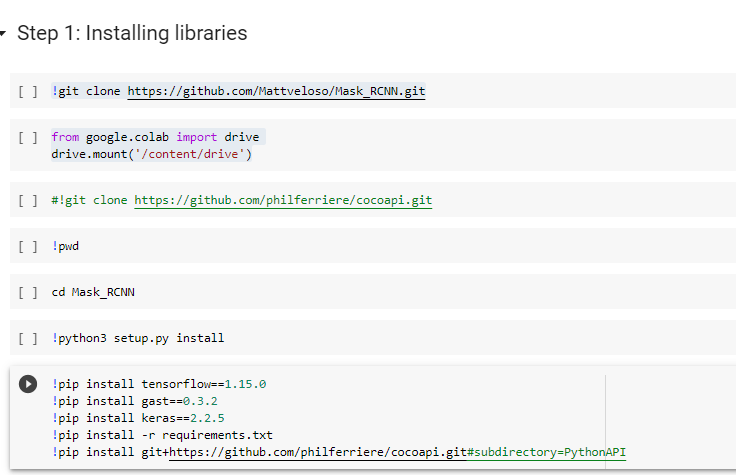 Step 1: Installing libraries
[ ] !git clone https://github.com/Mattveloso/Mask_RCNN.git
[ ] from google.colab import drive
drive.mount('/content/drive')
[ ] #!git clone https://github.com/philferriere/cocoapi.git
[ ] !pwd
[ ] cd Mask_RCNN
[ ] !python3 setup.py install
!pip install tensorflow==1.15.0
!pip install gast==0.3.2
!pip install keras==2.2.5
!pip install -r requirements.txt
!pip install git+https://github.com/philferriere/cocoapi.git#subdirectory=PythonAPI